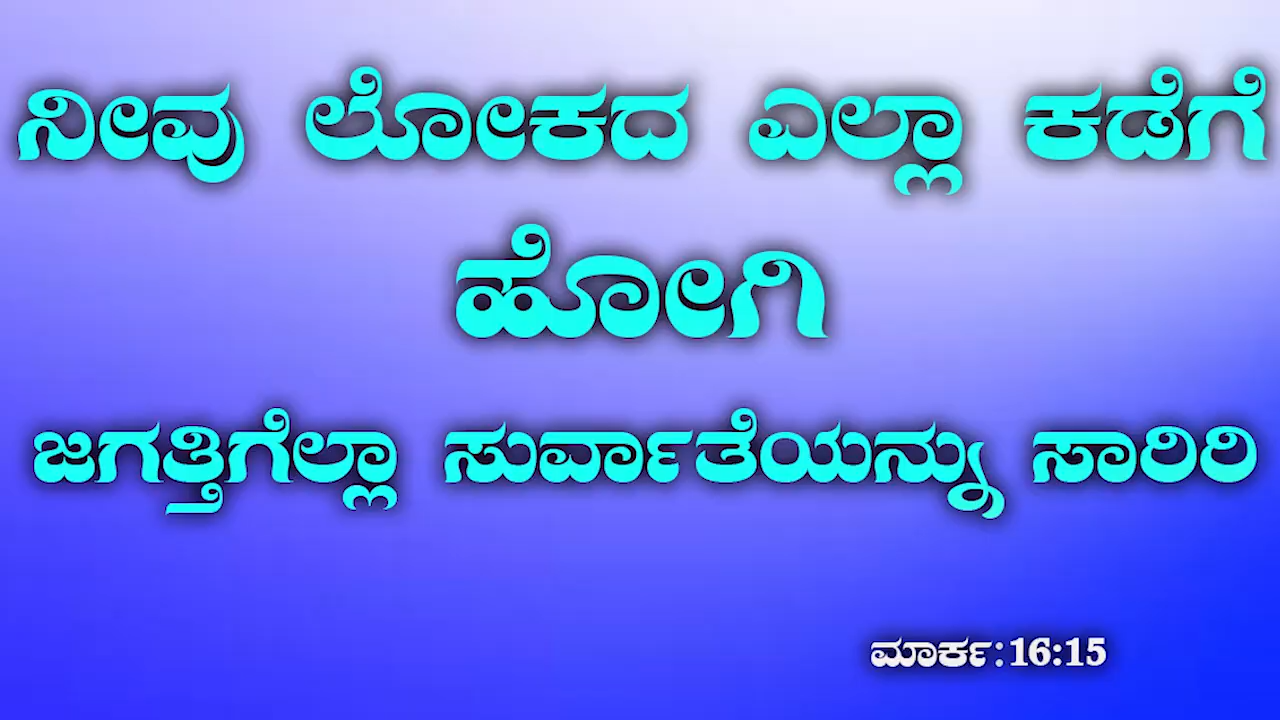 ನೀವು ಲೋಕದ ಎಲ್ಲಾ ಕಡೆಗೆ
ಹೋಗಿ
ಜಗತ್ತಿಗೆಲ್ಲಾ ಸುರ್ವಾತೆಯನ್ನು ಸಾರಿರಿ
ಮಾರ್ಕ:16:15